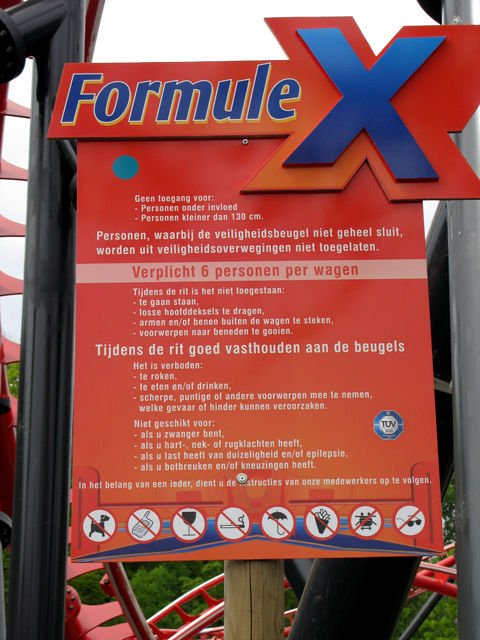 Formule X
Geen toegang voor:
- Personen onder invloed
- Personen kleiner dan 130 cm.
Personen, waarbij de veiligheidsbeugel niet geheel sluit,
worden uit veiligheidsoverwegingen niet toegelaten.
Verplicht 6 personen per wagen
Tijdens de rit is het niet toegestaan:
- te gaan staan,
- losse hoofddeksels te dragen,
- armen en/of benen buiten de wagen te steken,
- voorwerpen naar beneden te gooien.
Tijdens de rit goed vasthouden aan de beugels
Het is verboden:
- te roken,
- te eten en/of drinken,
- scherpe, puntige of andere voorwerpen mee te nemen,
welke gevaar of hinder kunnen veroorzaken.
Niet geschikt voor:
- als u zwanger bent,
- als u hart-, nek- of rugklachten heeft,
- als u last heeft van duizeligheid en/of epilepsie,
- als u botbreuken en/of kneuzingen heeft.
In het belang van een ieder, dient u de instructies van onze medewerkers op te volgen.
TÜV